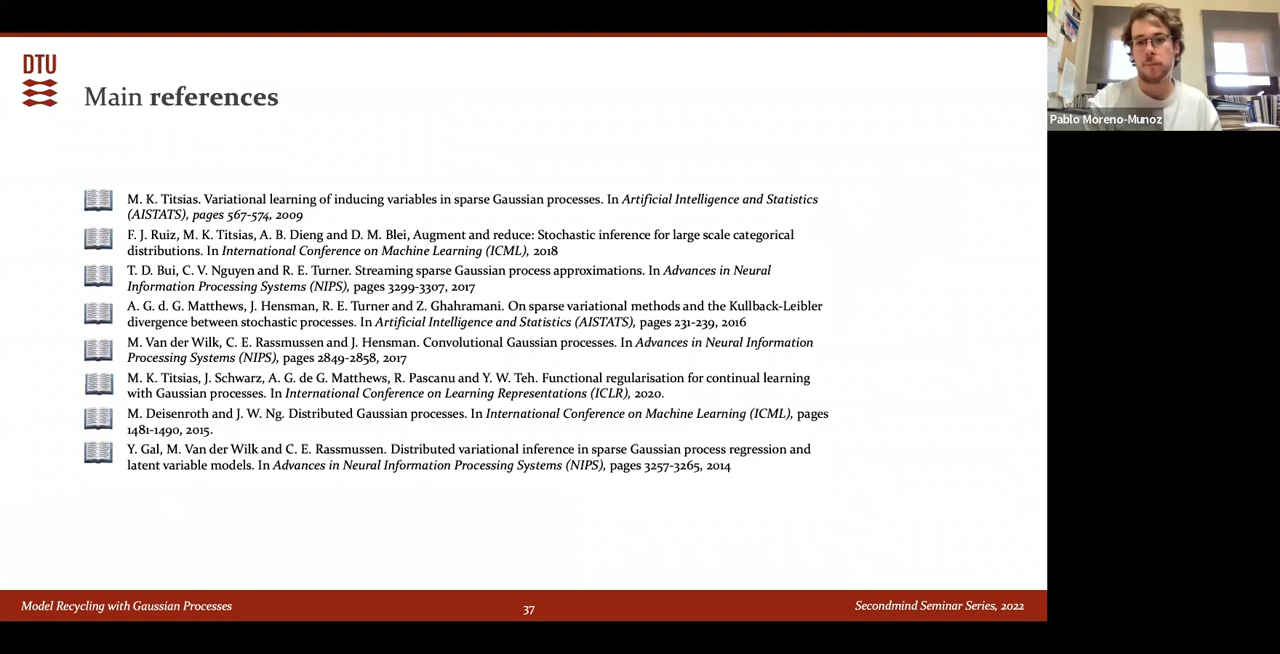 DTU
Main references
M. K. Titsias. Variational learning of inducing variables in sparse Gaussian processes. In Artificial Intelligence and Statistics
(AISTATS), pages 567-574, 2009
F. J. Ruiz, M. K. Titsias, A. B. Dieng and D. M. Blei, Augment and reduce: Stochastic inference for large scale categorical
distributions. In International Conference on Machine Learning (ICML), 2018
T. D. Bui, C. V. Nguyen and R. E. Turner. Streaming sparse Gaussian process approximations. In Advances in Neural
Information Processing Systems (NIPS), pages 3299-3307, 2017
A. G. d. G. Matthews, J. Hensman, R. E. Turner and Z. Ghahramani. On sparse variational methods and the Kullback-Leibler
divergence between stochastic processes. In Artificial Intelligence and Statistics (AISTATS), pages 231-239, 2016
M. Van der Wilk, C. E. Rassmussen and J. Hensman. Convolutional Gaussian processes. In Advances in Neural Information
Processing Systems (NIPS), pages 2849-2858, 2017
M. K. Titsias, J. Schwarz, A. G. de G. Matthews, R. Pascanu and Y. W. Teh. Functional regularisation for continual learning
with Gaussian processes. In International Conference on Learning Representations (ICLR), 2020.
M. Deisenroth and J. W. Ng. Distributed Gaussian processes. In International Conference on Machine Learning (ICML), pages
1481-1490, 2015.
Y. Gal, M. Van der Wilk and C. E. Rassmussen. Distributed variational inference in sparse Gaussian process regression and
latent variable models. In Advances in Neural Information Processing Systems (NIPS), pages 3257-3265, 2014
Model Recycling with Gaussian Processes
37
Secondmind Seminar Series, 2022
Pablo Moreno-Munoz